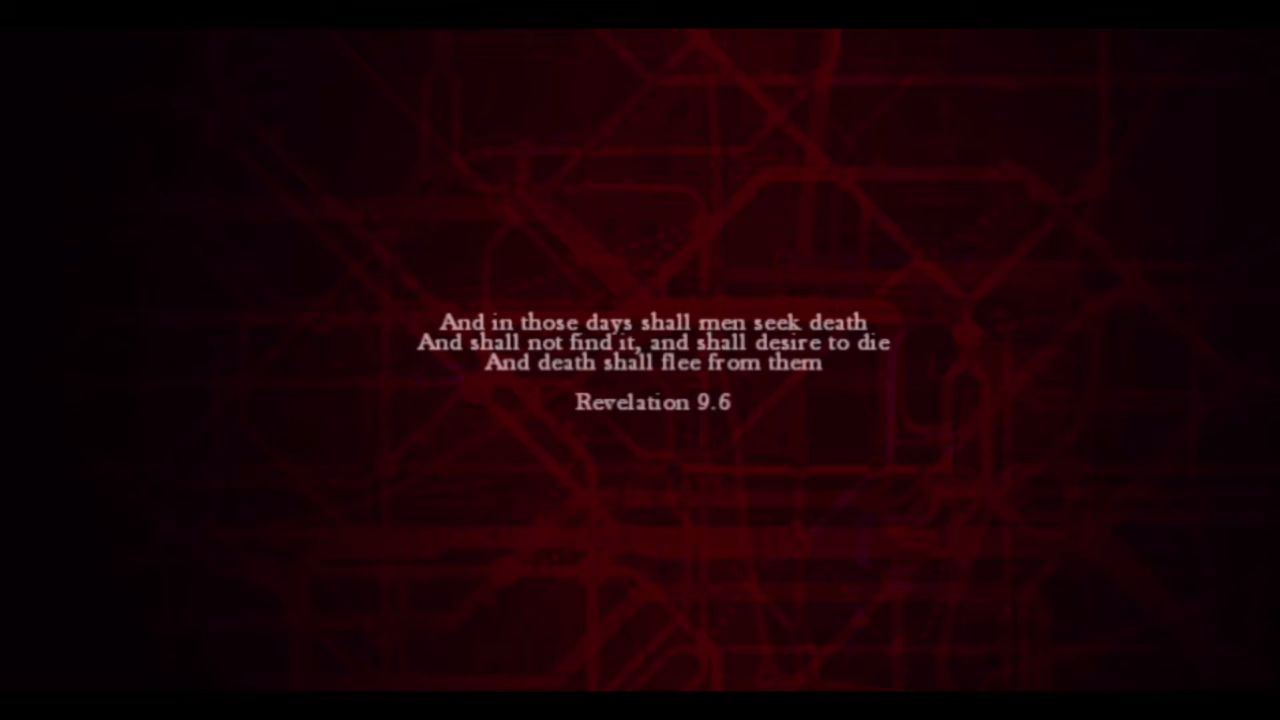 And in those days shall men seek death
And shall not find it, and shall desire to die
And death shall flee from them
Revelation 9.6